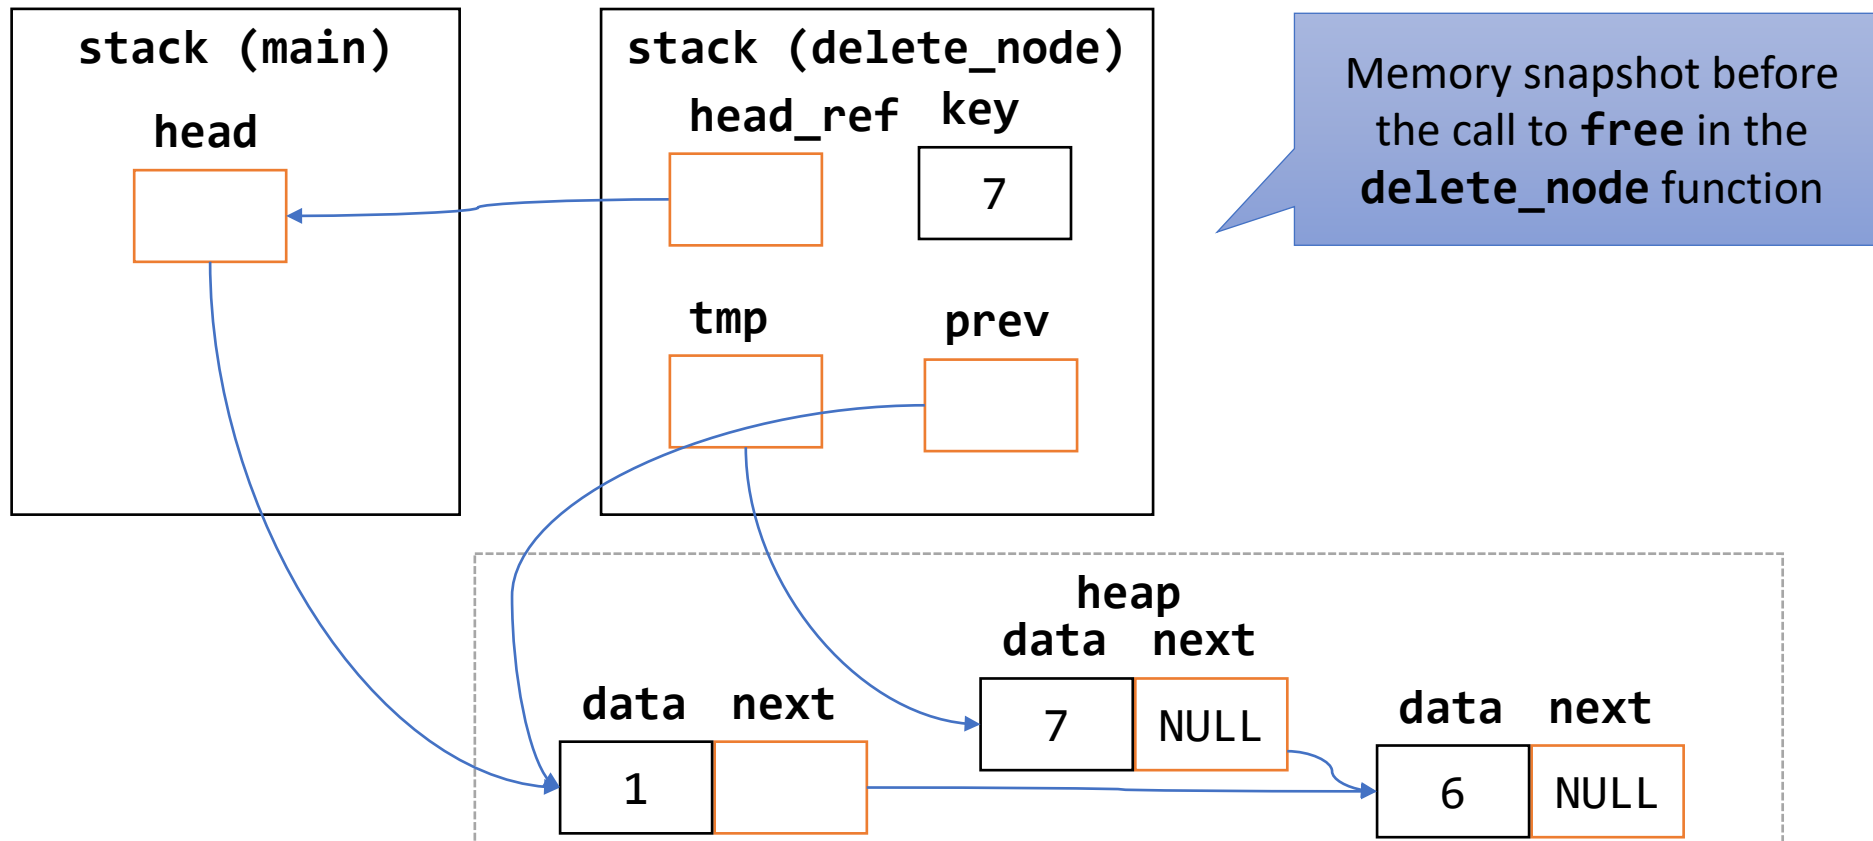 stack (main)
head
stack (delete_node)
head_ref key
7
tmp prev
Memory snapshot before
the call to free in the
delete_node function
heap
data next
7 NULL
data next
1
data next
6 NULL